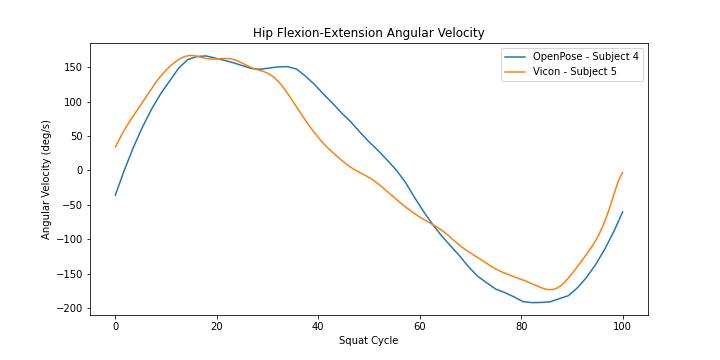 Hip Flexion-Extension Angular Velocity
OpenPose - Subject 4
Vicon - Subject 5
Angular Velocity (deg/s)
150
100
50
0
−50
−100
−150
−200
0 20 40 60 80 100
Squat Cycle